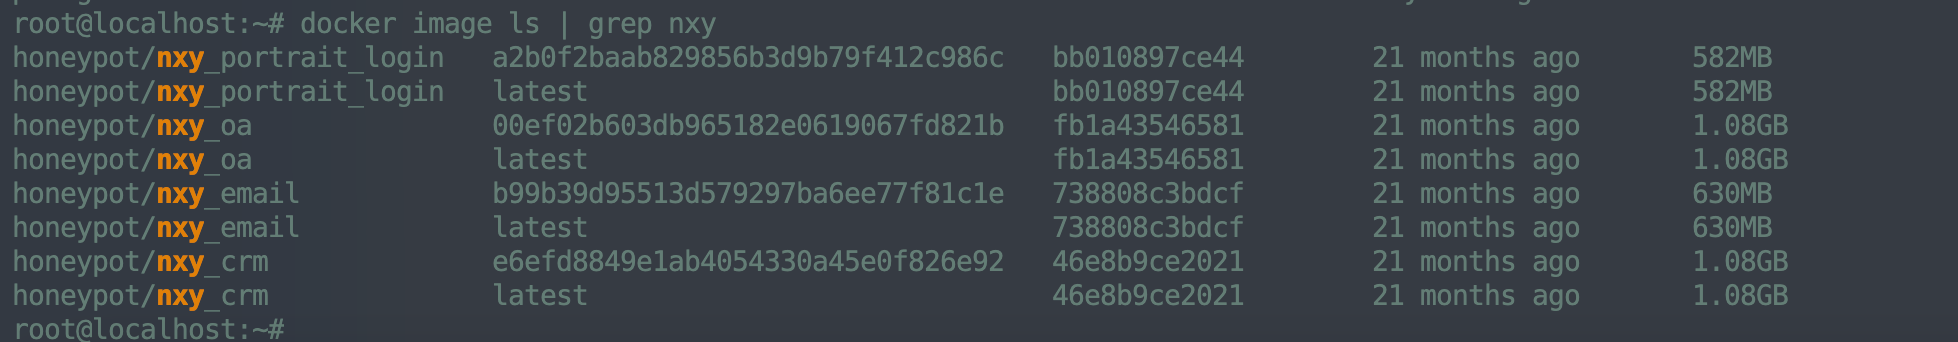 root@localhost:~# docker image ls | grep nxy
honeypot/nxy_portrait_login a2b0f2baab829856b3d9b79f412c986c bb010897ce44 21 months ago 582MB
honeypot/nxy_portrait_login latest bb010897ce44 21 months ago 582MB
honeypot/nxy_oa 00ef02b603db965182e0619067fd821b fb1a43546581 21 months ago 1.08GB
honeypot/nxy_oa latest fb1a43546581 21 months ago 1.08GB
honeypot/nxy_email b99b39d95513d579297ba6ee77f81c1e 738808c3bdcf 21 months ago 630MB
honeypot/nxy_email latest 738808c3bdcf 21 months ago 630MB
honeypot/nxy_crm e6efd8849e1ab4054330a45e0f826e92 46e8b9ce2021 21 months ago 1.08GB
honeypot/nxy_crm latest 46e8b9ce2021 21 months ago 1.08GB
root@localhost:~#